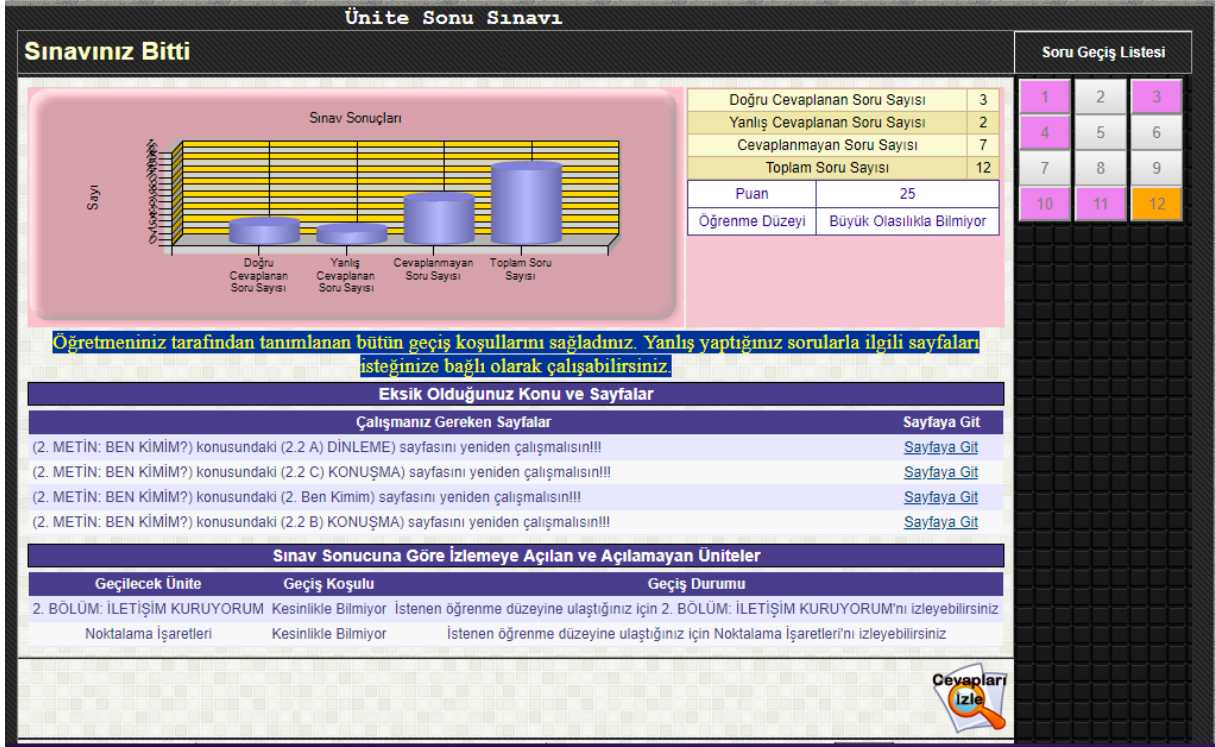 Ünite Sonu Sınavı
Sınavınız Bitti
Soru Geçiş Listesi
Sınav Sonuçları
Sayı
Doğru
Cevaplanan
Soru Sayısı
Yanlış
Cevaplanan
Soru Sayısı
Cevaplanmayan
Soru Sayısı
Toplam Soru
Sayısı
Doğru Cevaplanan Soru Sayısı 3
Yanlış Cevaplanan Soru Sayısı 2
Cevaplanmayan Soru Sayısı 7
Toplam Soru Sayısı 12
Puan 25
Öğrenme Düzeyi Büyük Olasılıkla Bilmiyor
1 2 3
4 5 6
7 8 9
10 11 12
Öğretmeniniz tarafından tanımlanan bütün geçiş koşullarını sağladınız. Yanlış yaptığınız sorularla ilgili sayfaları
isteğinize bağlı olarak çalışabilirsiniz.
Eksik Olduğunuz Konu ve Sayfalar
Çalışmanız Gereken Sayfalar Sayfaya Git
(2. METİN: BEN KİMİM?) konusundaki (2.2 A) DİNLEME) sayfasını yeniden çalışmalısın!!! Sayfaya Git
(2. METİN: BEN KİMİM?) konusundaki (2.2 C) KONUŞMA) sayfasını yeniden çalışmalısın!!! Sayfaya Git
(2. METİN: BEN KİMİM?) konusundaki (2. Ben Kimim) sayfasını yeniden çalışmalısın!!! Sayfaya Git
(2. METİN: BEN KİMİM?) konusundaki (2.2 B) KONUŞMA) sayfasını yeniden çalışmalısın!!! Sayfaya Git
Sınav Sonucuna Göre İzlemeye Açılan ve Açılamayan Üniteler
Geçilecek Ünite Geçiş Koşulu Geçiş Durumu
2. BÖLÜM: İLETİŞİM KURUYORUM Kesinlikle Bilmiyor İstenen öğrenme düzeyine ulaştığınız için 2. BÖLÜM: İLETİŞİM KURUYORUM'nı izleyebilirsiniz
Noktalama İşaretleri Kesinlikle Bilmiyor İstenen öğrenme düzeyine ulaştığınız için Noktalama İşaretleri'nı izleyebilirsiniz
Cevapları
İzle